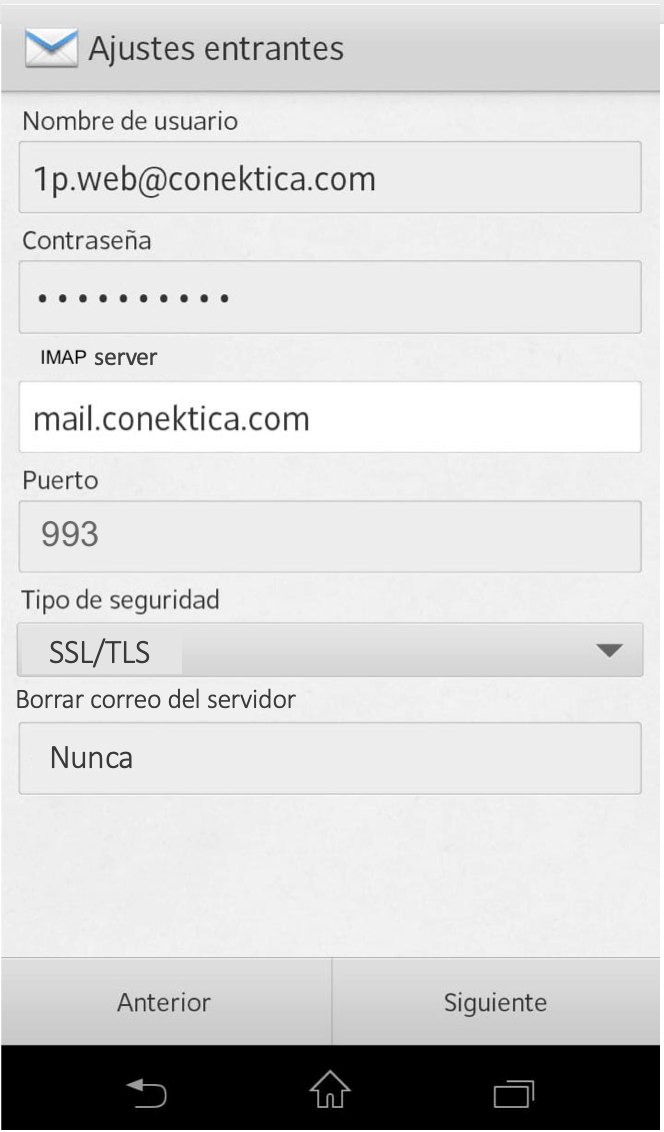 Ajustes entrantes
Nombre de usuario
1p.web@conektica.com
Contraseña
••••••••••
IMAP server
mail.conektica.com
Puerto
993
Tipo de seguridad
SSL/TLS
Borrar correo del servidor
Nunca
Anterior
Siguiente